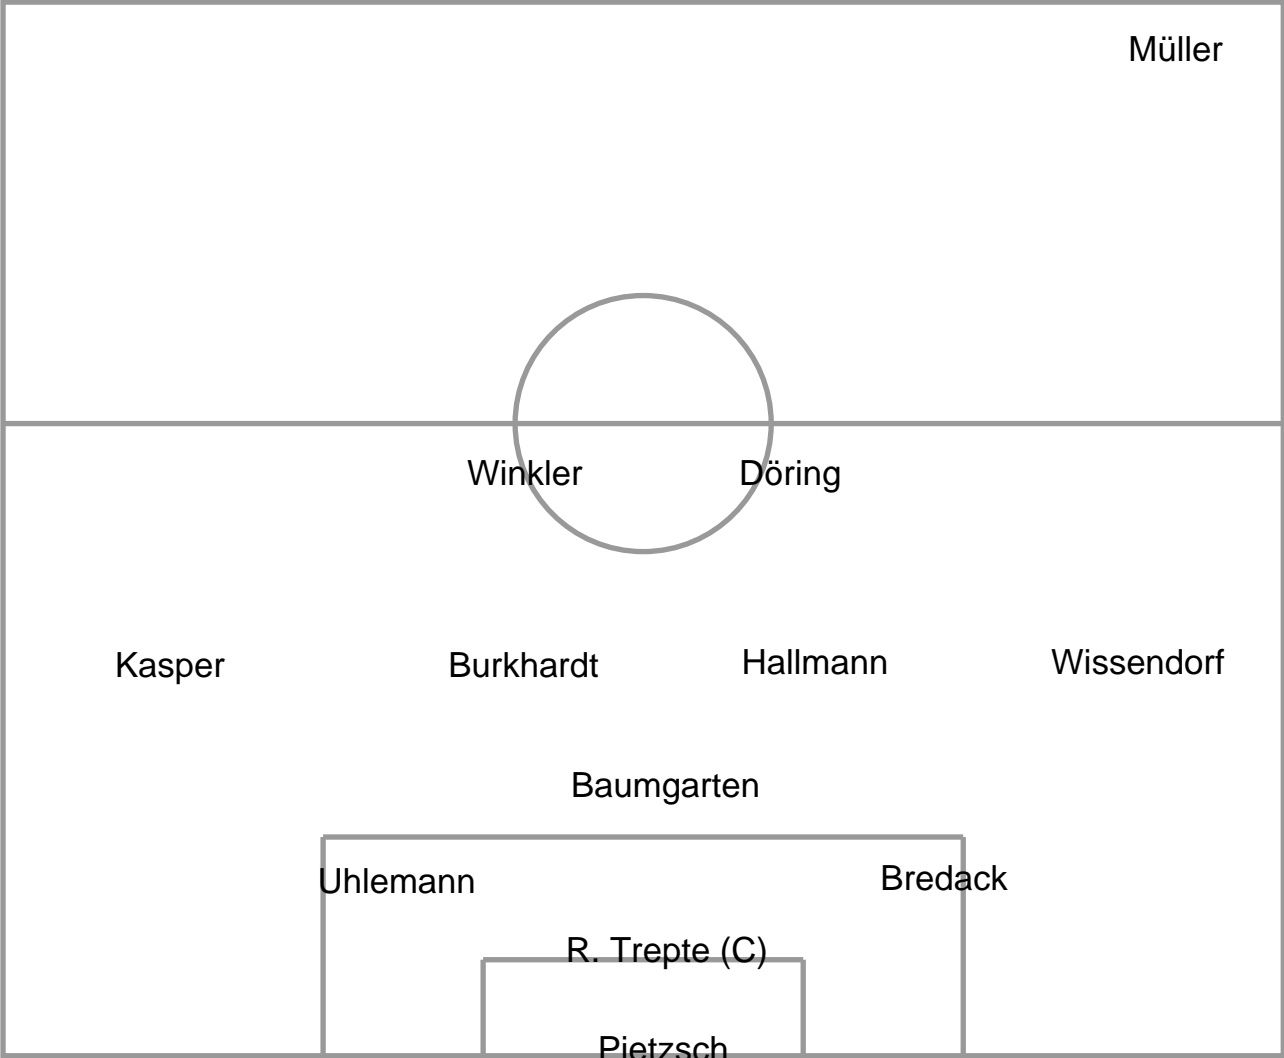 Müller
Winkler Döring
Kasper Burkhardt Hallmann Wissendorf
Baumgarten
Uhlemann Bredack
R. Trepte (C)
Pietzsch